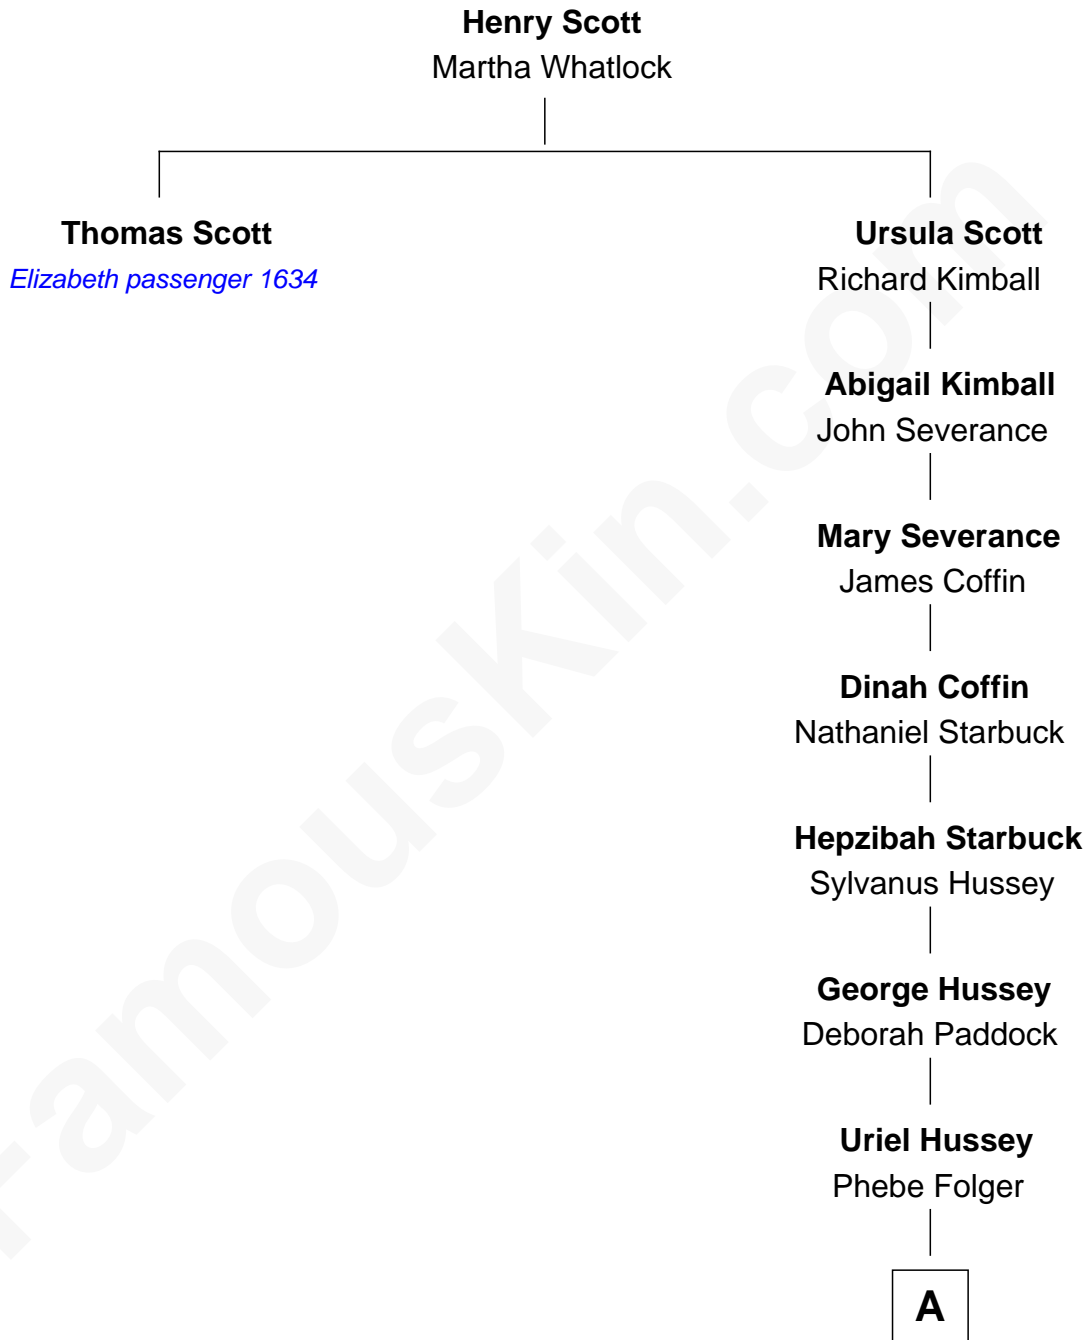 Henry Scott
Martha Whatlock
Thomas Scott
Elizabeth passenger 1634
Ursula Scott
Richard Kimball
Abigail Kimball
John Severance
Mary Severance
James Coffin
Dinah Coffin
Nathaniel Starbuck
Hepzibah Starbuck
Sylvanus Hussey
George Hussey
Deborah Paddock
Uriel Hussey
Phebe Folger
A
FamousKin.com